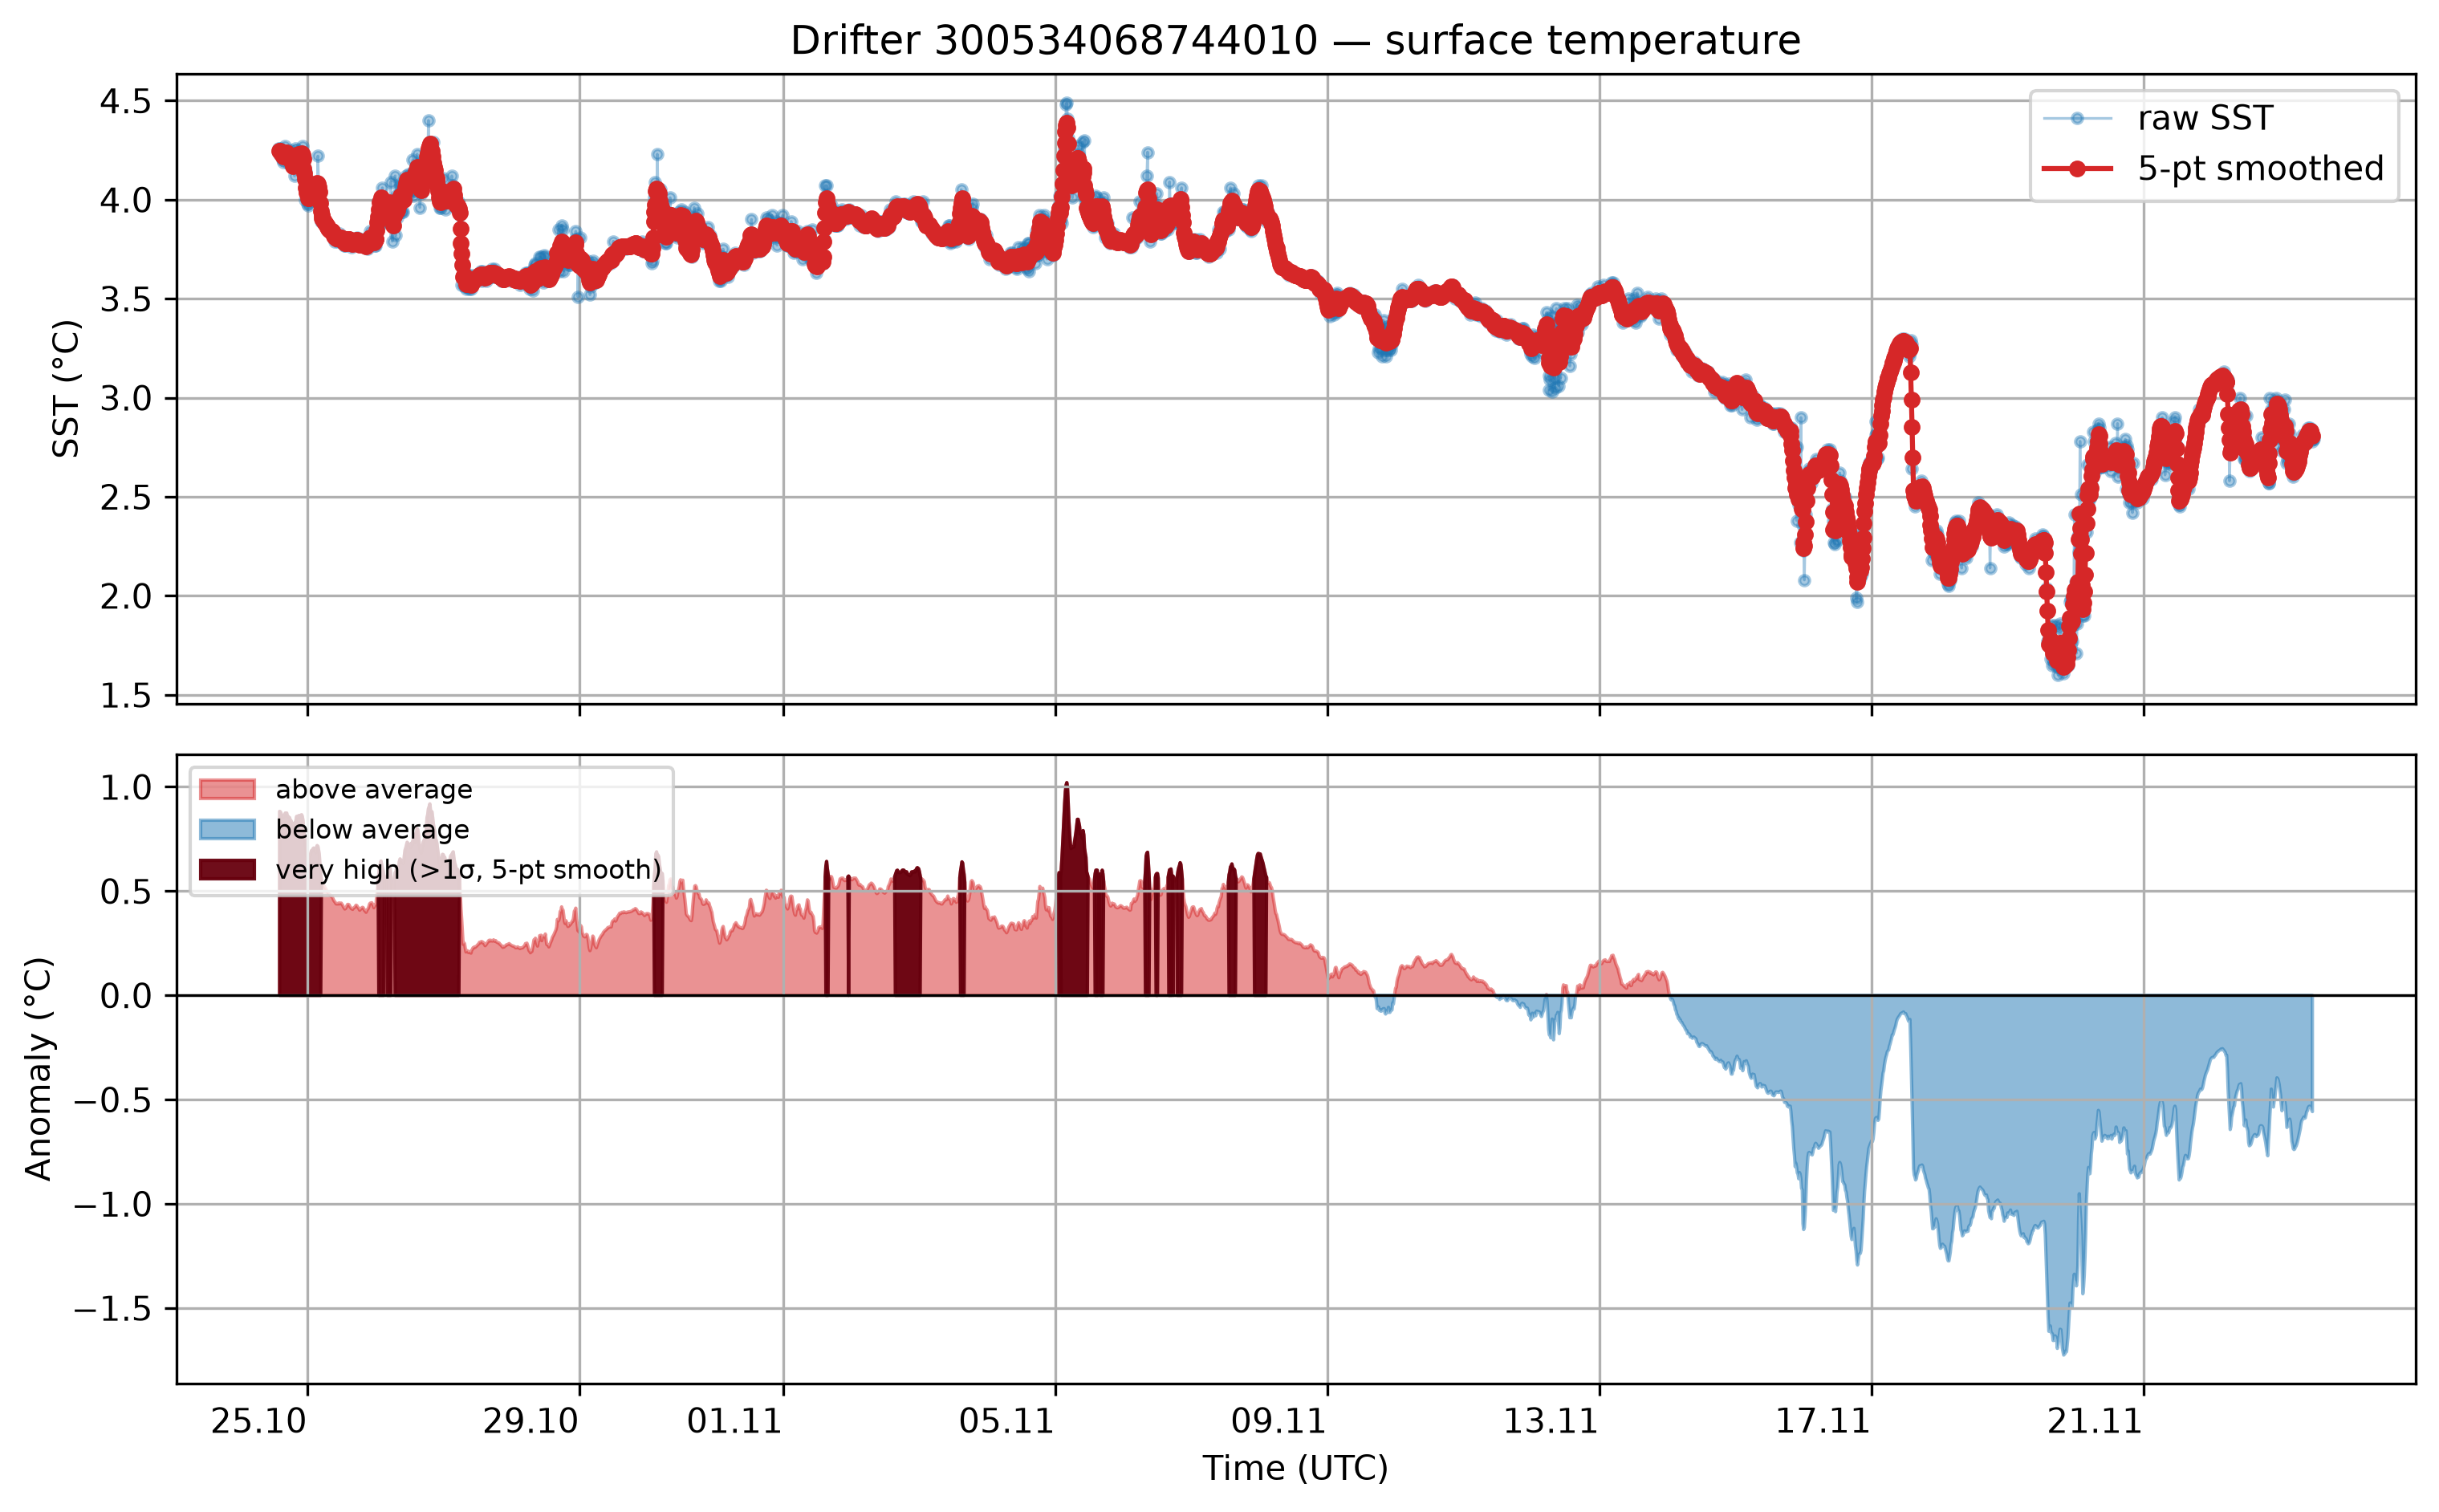 Drifter 300534068744010 — surface temperature
4.5
4.0
3.5
3.0
2.5
2.0
1.5
SST (°C)
raw SST
5-pt smoothed
1.0
0.5
0.0
−0.5
−1.0
−1.5
Anomaly (°C)
above average
below average
very high (>1σ, 5-pt smooth)
25.10
29.10
01.11
05.11
09.11
13.11
17.11
21.11
Time (UTC)